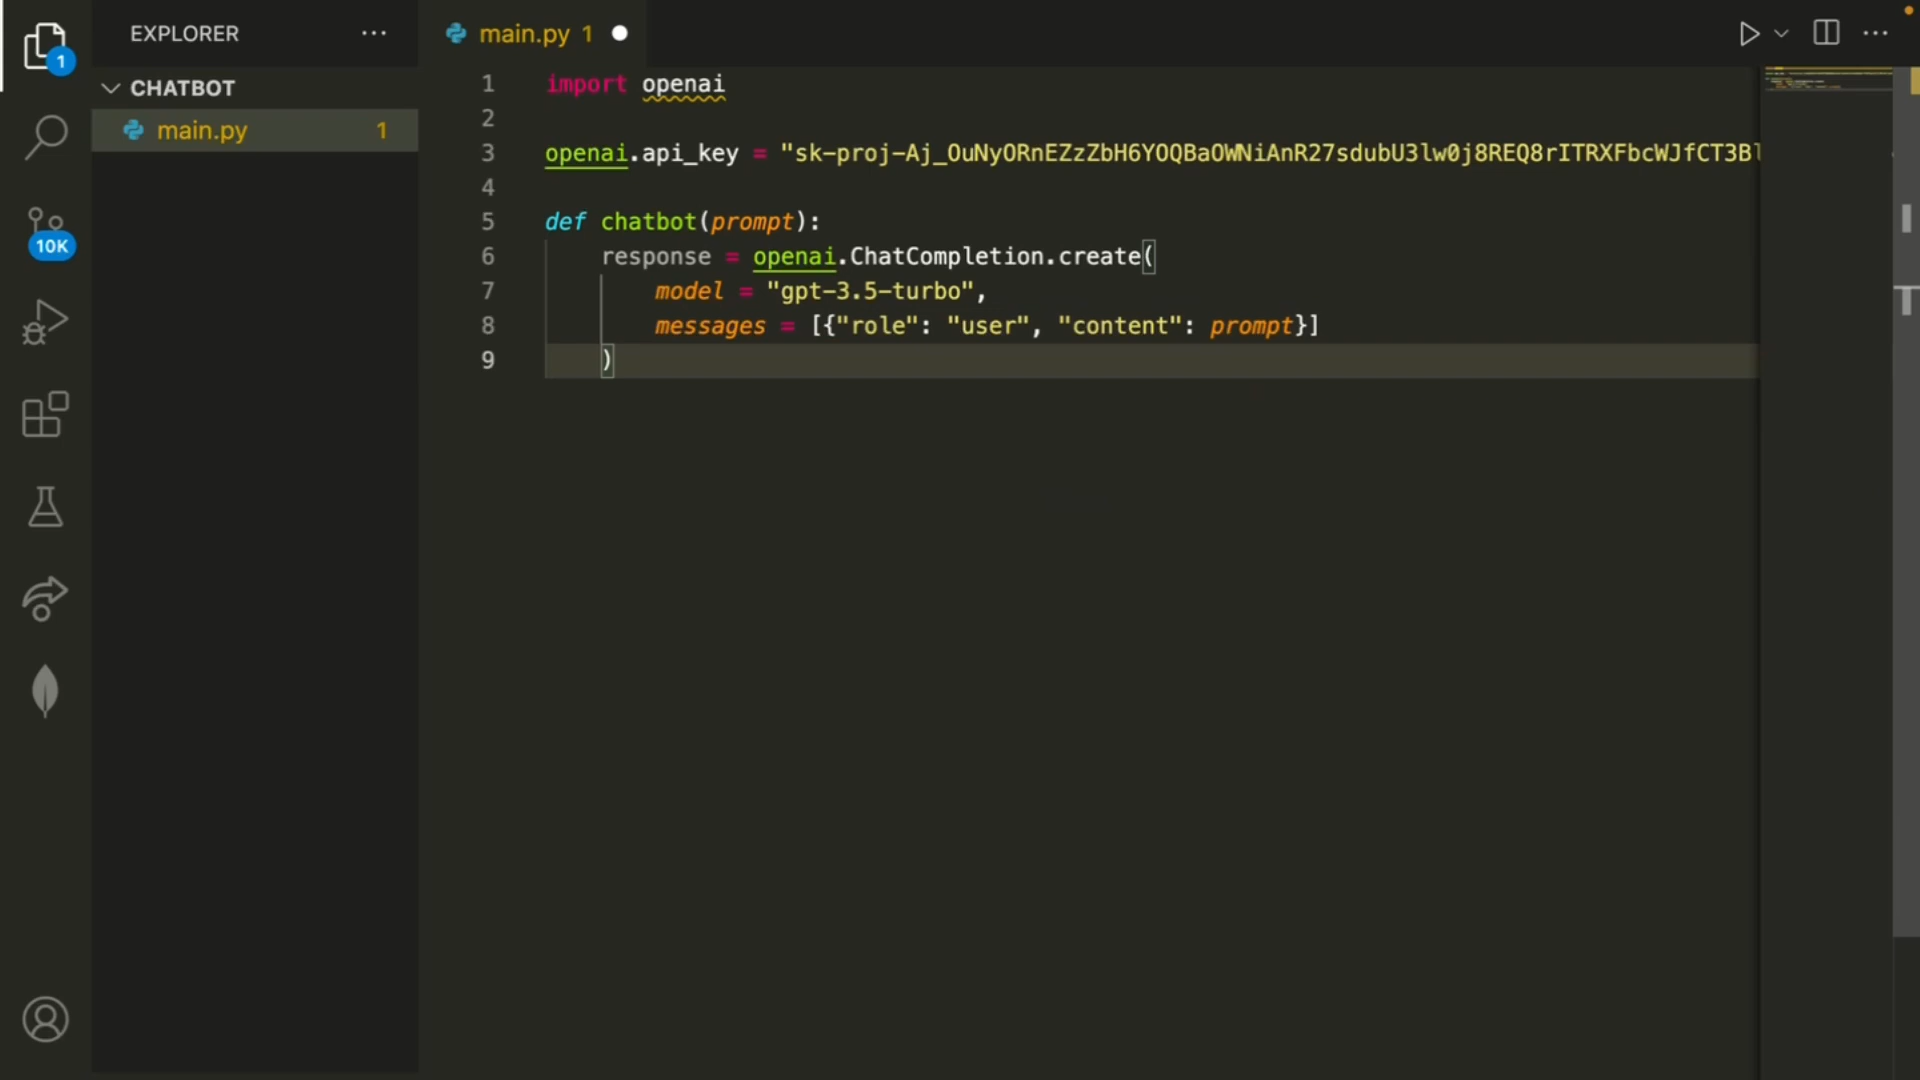 EXPLORER
main.py 1
1
CHATBOT
main.py 1
10K
1 import openai
2
3 openai.api_key = "sk-proj-Aj_OuNyORnEZzZbH6YOQBaOWNiAnR27sdubU3lw0j8REQ8rITRXFbcWJfCT3Bl
4
5 def chatbot(prompt):
6 response = openai.ChatCompletion.create(
7 model = "gpt-3.5-turbo",
8 messages = [{"role": "user", "content": prompt}]
9 )